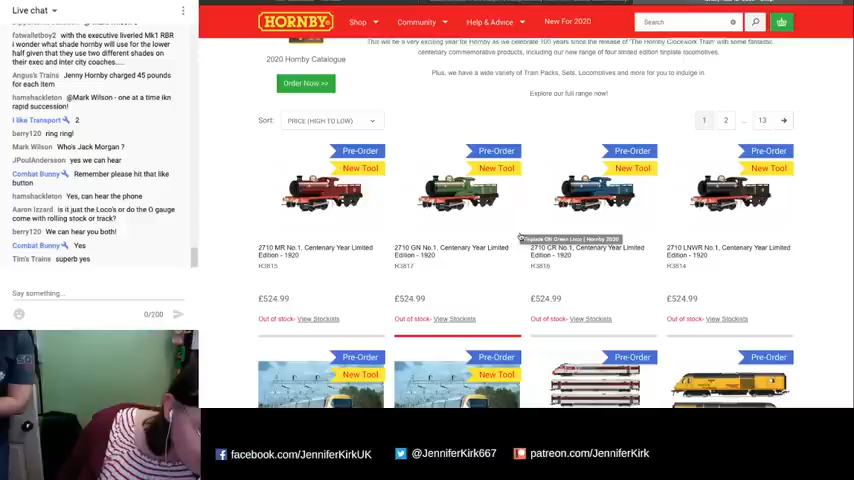 Live chat
fatwalletboy2 with the executive liveried Mk1 RBR
i wonder what shade hornby will use for the lower
half given that they use two different shades on
their exec and inter city coaches.....
Angus's Trains Jenny Hornby charged 45 pounds
for each item
hamshackleton @Mark Wilson - one at a time ikn
rapid succession!
I like Transport 2
berry120 ring ring!
Mark Wilson Who's Jack Morgan ?
JPoulAnderson yes we can hear
Combat Bunny Remember please hit that like
button
hamshackleton Yes, can hear the phone
Aaron Izzard is it just the Loco's or do the O gauge
come with rolling stock or track?
berry120 We can hear you both!
Combat Bunny Yes
Tim's Trains superb yes
Say something...
0/200
HORNBY
Shop
Community
Help & Advice
New For 2020
Search
This will be a very exciting year for Hornby as we celebrate 100 years since the release of 'The Hornby Clockwork Train' with some fantastic
centenary commemorative products, including our new range of four limited edition tinplate locomotives.
2020 Hornby Catalogue
Plus, we have a wide variety of Train Packs, Sets, Locomotives and more for you to indulge in.
Order Now >>
Explore our full range now!
Sort: PRICE (HIGH TO LOW)
1 2 ... 13
Pre-Order Pre-Order Pre-Order Pre-Order
New Tool New Tool New Tool New Tool
2710 MR No.1, Centenary Year Limited
Edition - 1920
R3815
£524.99
Out of stock- View Stockists
2710 GN No.1, Centenary Year Limited
Edition - 1920
R3817
£524.99
Out of stock- View Stockists
2710 CR No.1, Centenary Year Limited
Edition - 1920
£524.99
Out of stock- View Stockists
2710 LNWR No.1, Centenary Year Limited
Edition - 1920
R3814
£524.99
Out of stock- View Stockists
Pre-Order Pre-Order Pre-Order Pre-Order
New Tool New Tool
facebook.com/JenniferKirkUK
@JenniferKirk667
patreon.com/JenniferKirk